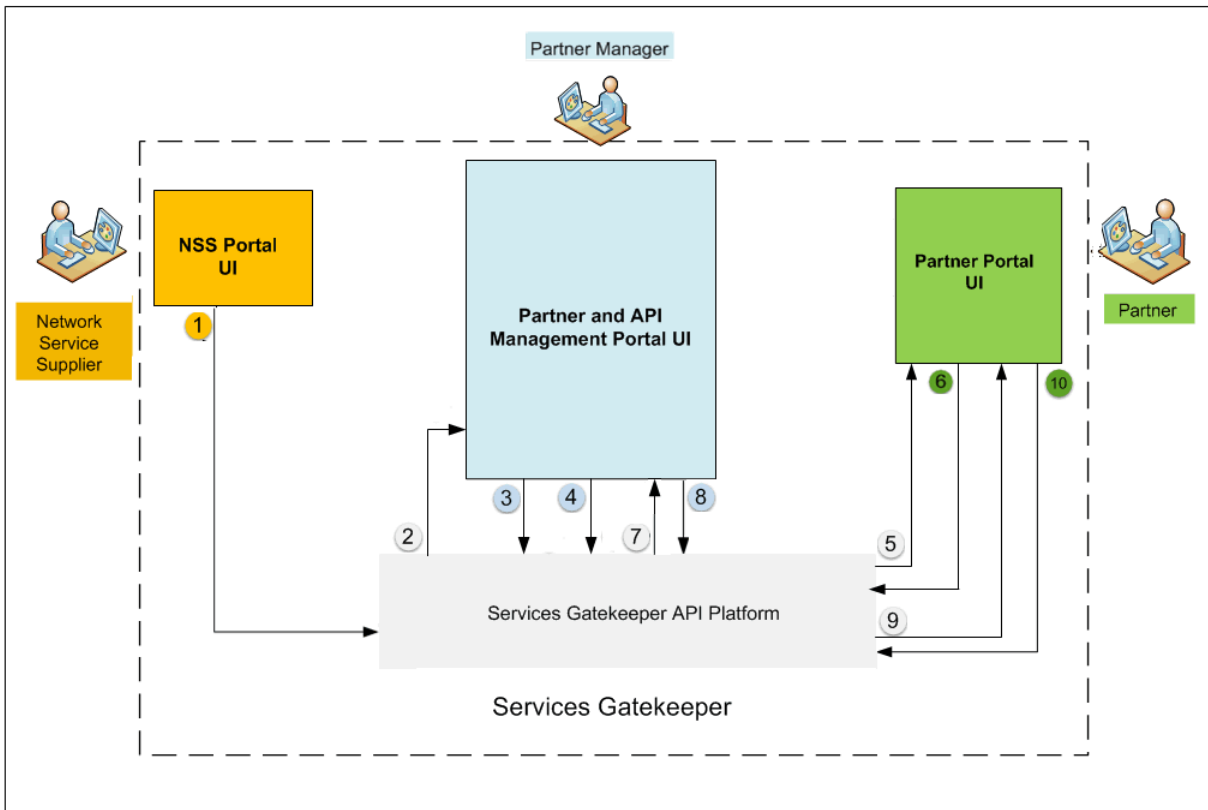 Partner Manager
NSS Portal
UI
Network
Service
Supplier
1
Partner and API
Management Portal UI
Partner Portal
UI
Partner
6
10
3
4
8
2
7
5
Services Gatekeeper API Platform
9
Services Gatekeeper